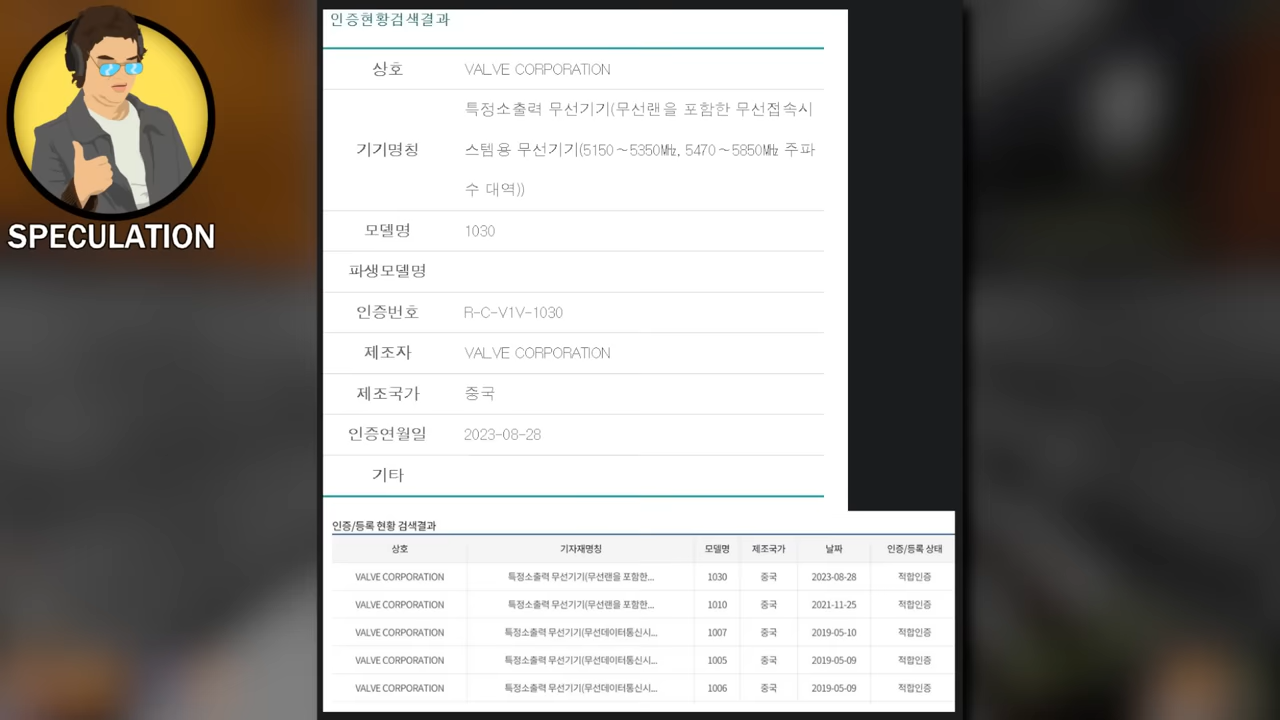 SPECULATION
인증현황검색결과
상호 VALVE CORPORATION
기기명칭 특정소출력 무선기기(무선랜을 포함한 무선접속시
스템용 무선기기(5150～5350㎒, 5470～5850㎒ 주파
수 대역))
모델명 1030
파생모델명
인증번호 R-C-V1V-1030
제조자 VALVE CORPORATION
제조국가 중국
인증연월일 2023-08-28
기타
인증/등록 현황 검색결과
상호 기자재명칭 모델명 제조국가 날짜 인증/등록 상태
VALVE CORPORATION 특정소출력 무선기기(무선랜을 포함한... 1030 중국 2023-08-28 적합인증
VALVE CORPORATION 특정소출력 무선기기(무선랜을 포함한... 1010 중국 2021-11-25 적합인증
VALVE CORPORATION 특정소출력 무선기기(무선데이터통신시... 1007 중국 2019-05-10 적합인증
VALVE CORPORATION 특정소출력 무선기기(무선데이터통신시... 1005 중국 2019-05-09 적합인증
VALVE CORPORATION 특정소출력 무선기기(무선데이터통신시... 1006 중국 2019-05-09 적합인증